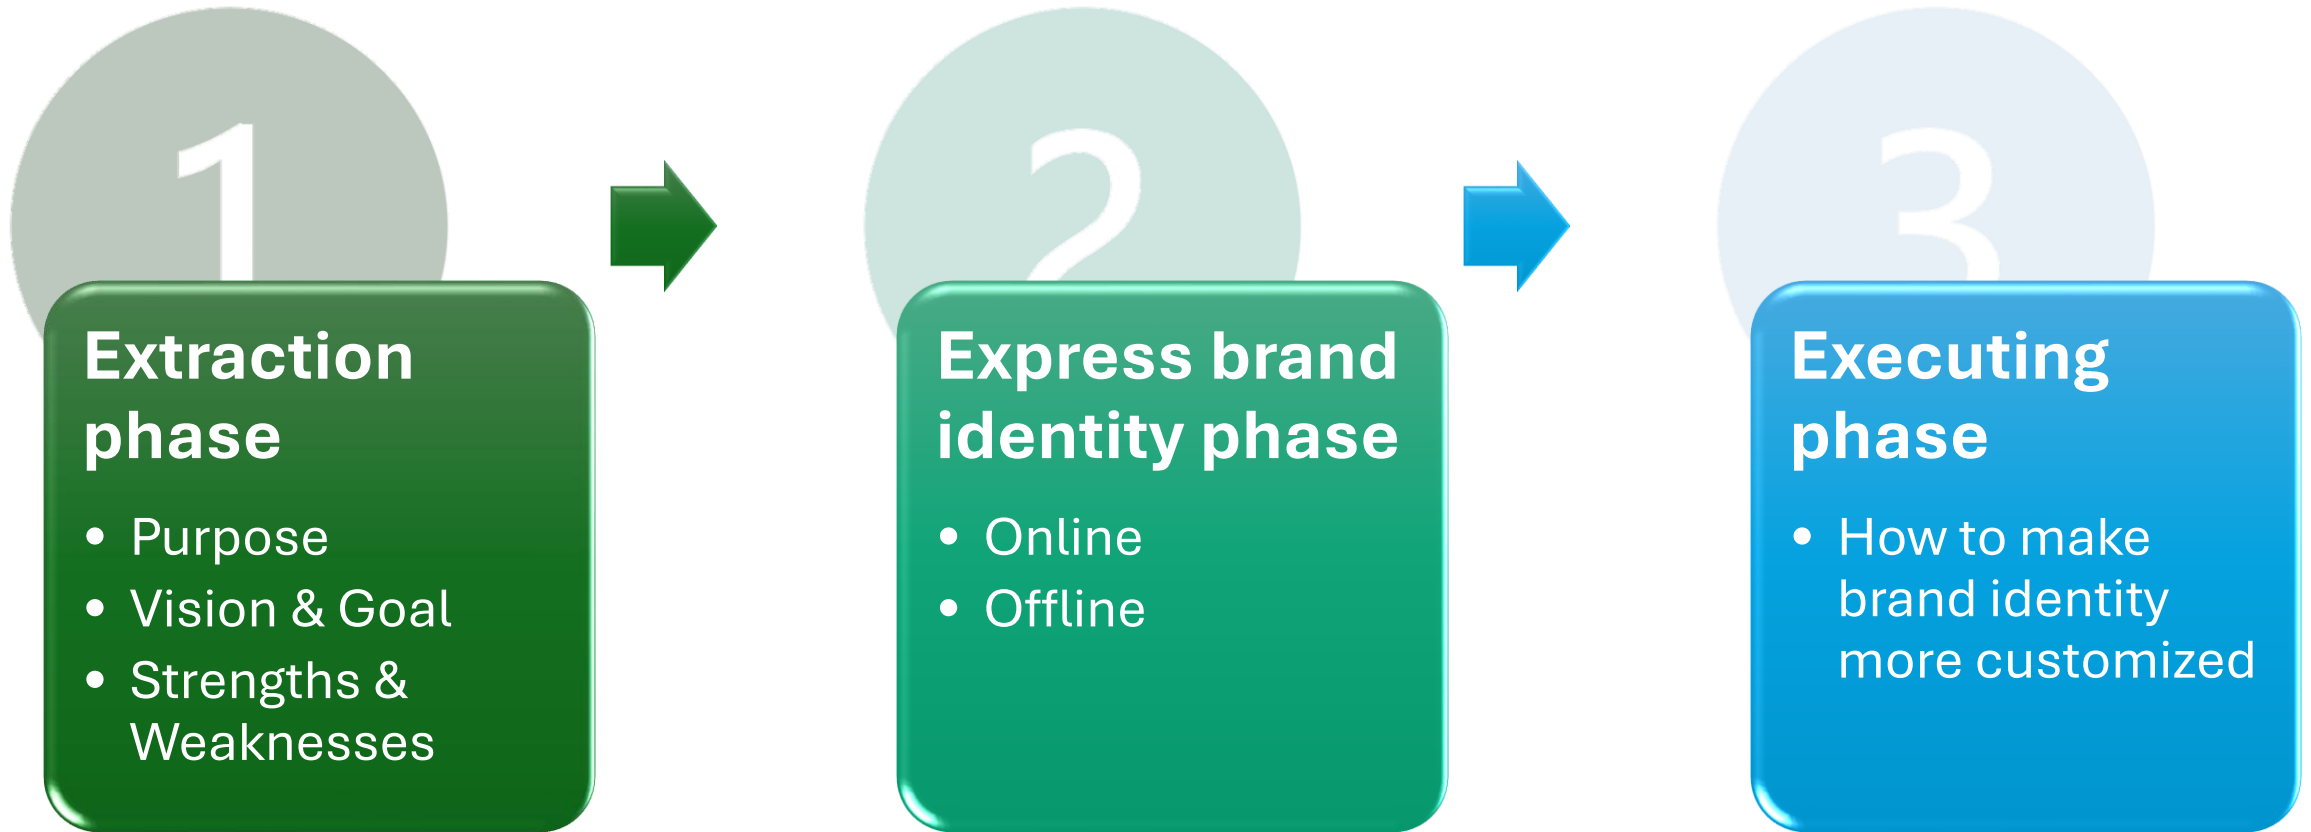 1
Extraction
phase
• Purpose
• Vision & Goal
• Strengths &
Weaknesses
2
Express brand
identity phase
• Online
• Offline
3
Executing
phase
• How to make
brand identity
more customized